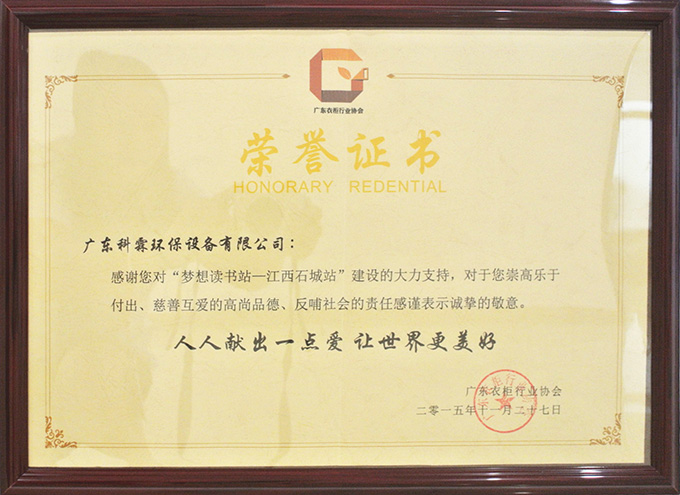 广东衣柜行业协会
荣誉证书
HONORARY REDENTIAL
广东科霖环保设备有限公司：
感谢您对“梦想读书站—江西石城站”建设的大力支持，对于您崇高乐于
付出、慈善互爱的高尚品德、反哺社会的责任感谨表示诚挚的敬意。
人人献出一点爱 让世界更美好
广东衣柜行业协会
二零一五年十一月二十七日